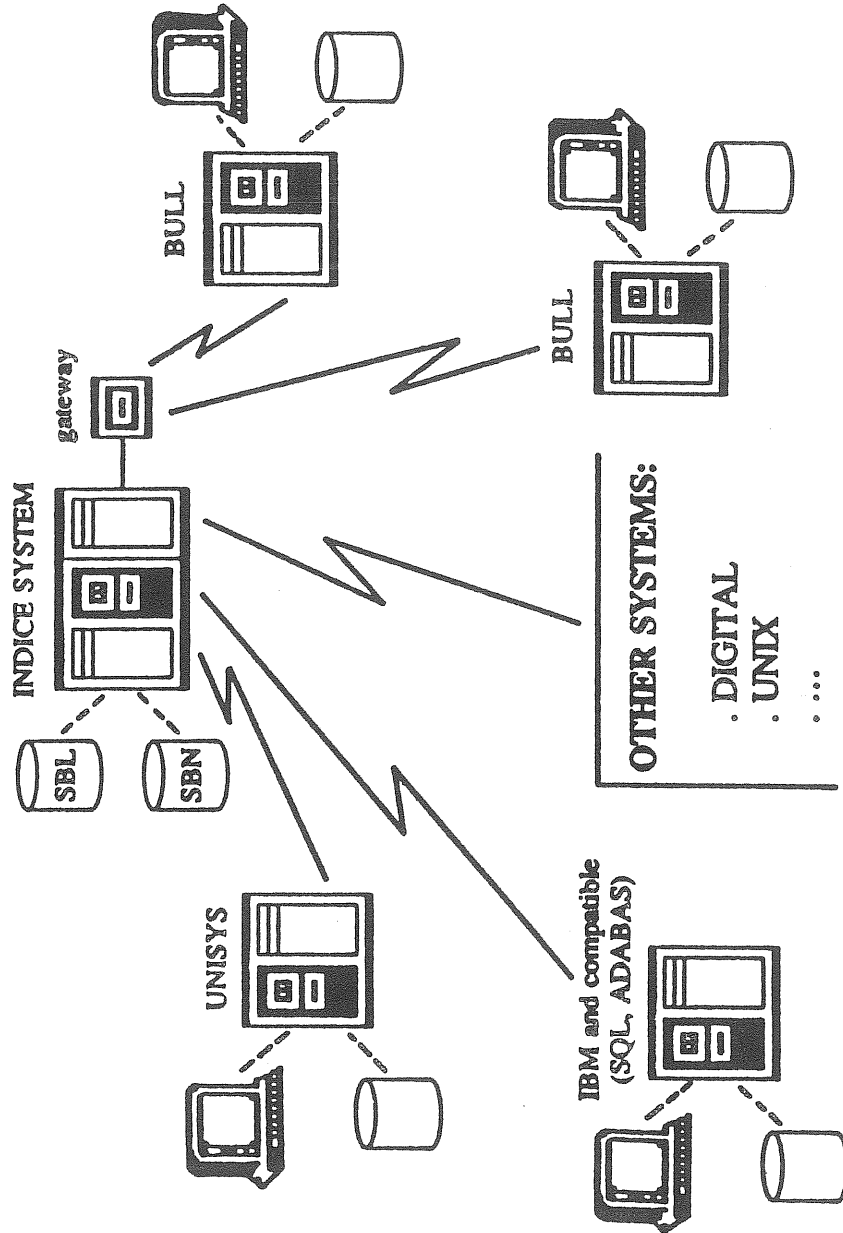 INDICE SYSTEM
gateway
SBL
SBN
UNISYS
BULL
IBM and compatible
(SQL, ADABAS)
OTHER SYSTEMS:
. DIGITAL
. UNIX
. ...
BULL